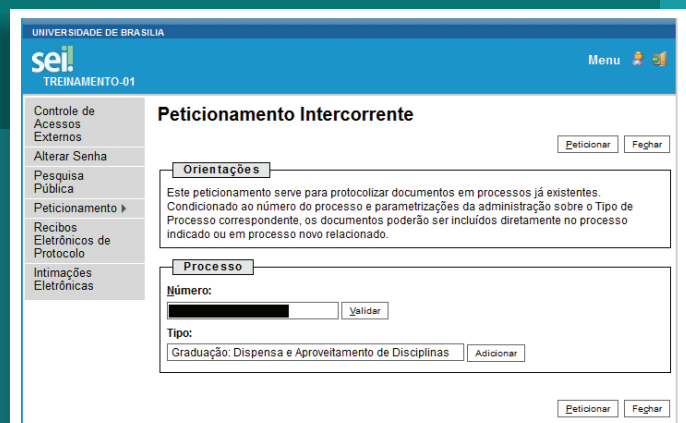 UNIVERSIDADE DE BRASILIA
sei!
TREINAMENTO-01
Menu
Controle de
Acessos
Externos
Alterar Senha
Pesquisa
Pública
Peticionamento
Recibos
Eletrônicos de
Protocolo
Intimações
Eletrônicas
Peticionamento Intercorrente
Peticionar Fechar
Orientações
Este peticionamento serve para protocolizar documentos em processos já existentes.
Condicionado ao número do processo e parametrizações da administração sobre o Tipo de
Processo correspondente, os documentos poderão ser incluídos diretamente no processo
indicado ou em processo novo relacionado.
Processo
Número:
Validar
Tipo:
Graduação: Dispensa e Aproveitamento de Disciplinas Adicionar
Peticionar Fechar